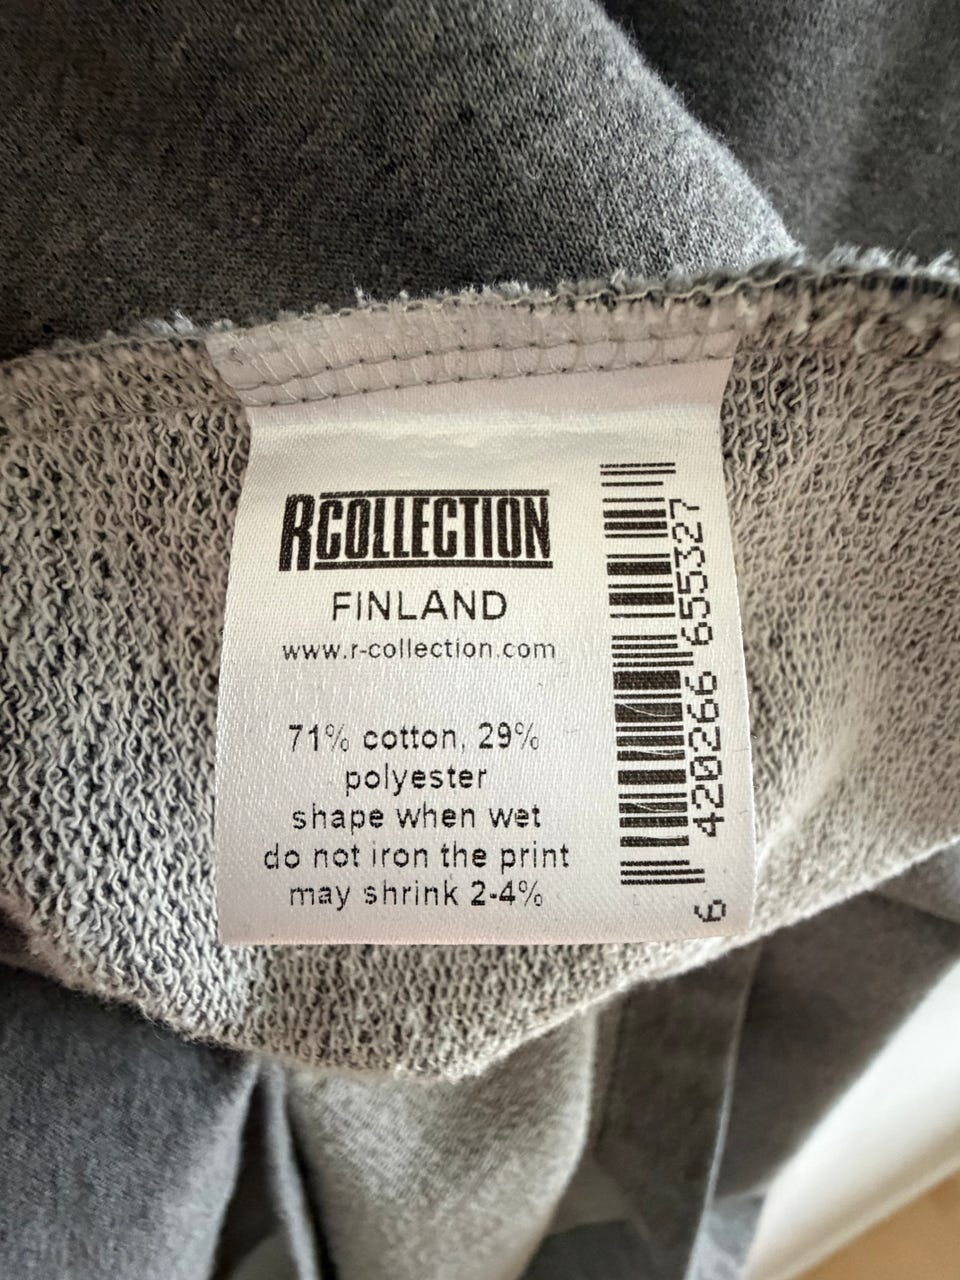 RCOLLECTION
FINLAND
www.r-collection.com
71% cotton, 29%
polyester
shape when wet
do not iron the print
may shrink 2-4%
6 420266 655327